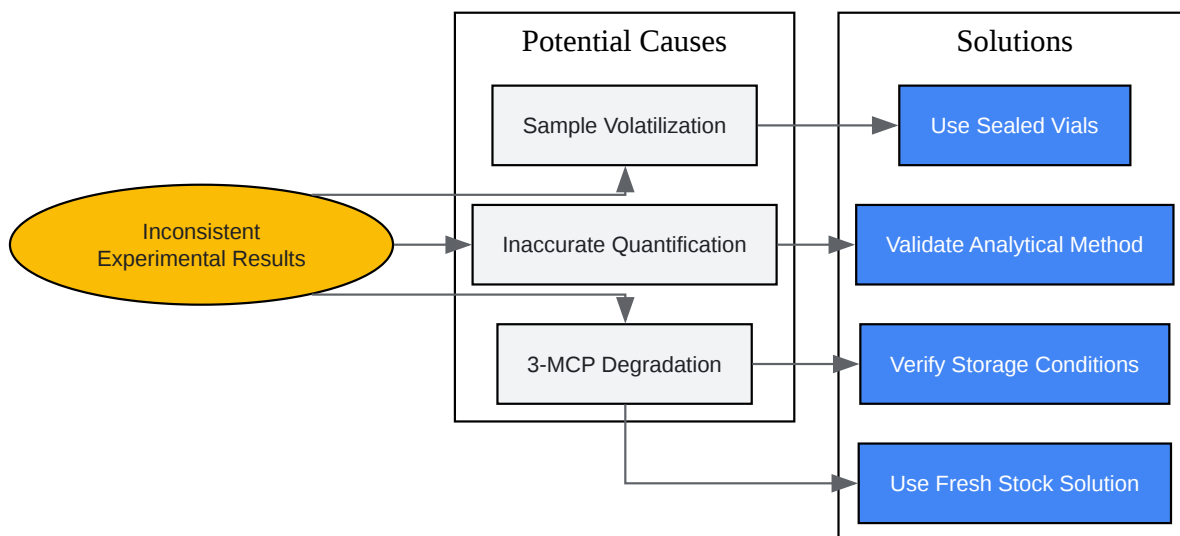 Potential Causes
Solutions
Sample Volatilization
Use Sealed Vials
Inconsistent
Experimental Results
Inaccurate Quantification
Validate Analytical Method
3-MCP Degradation
Verify Storage Conditions
Use Fresh Stock Solution